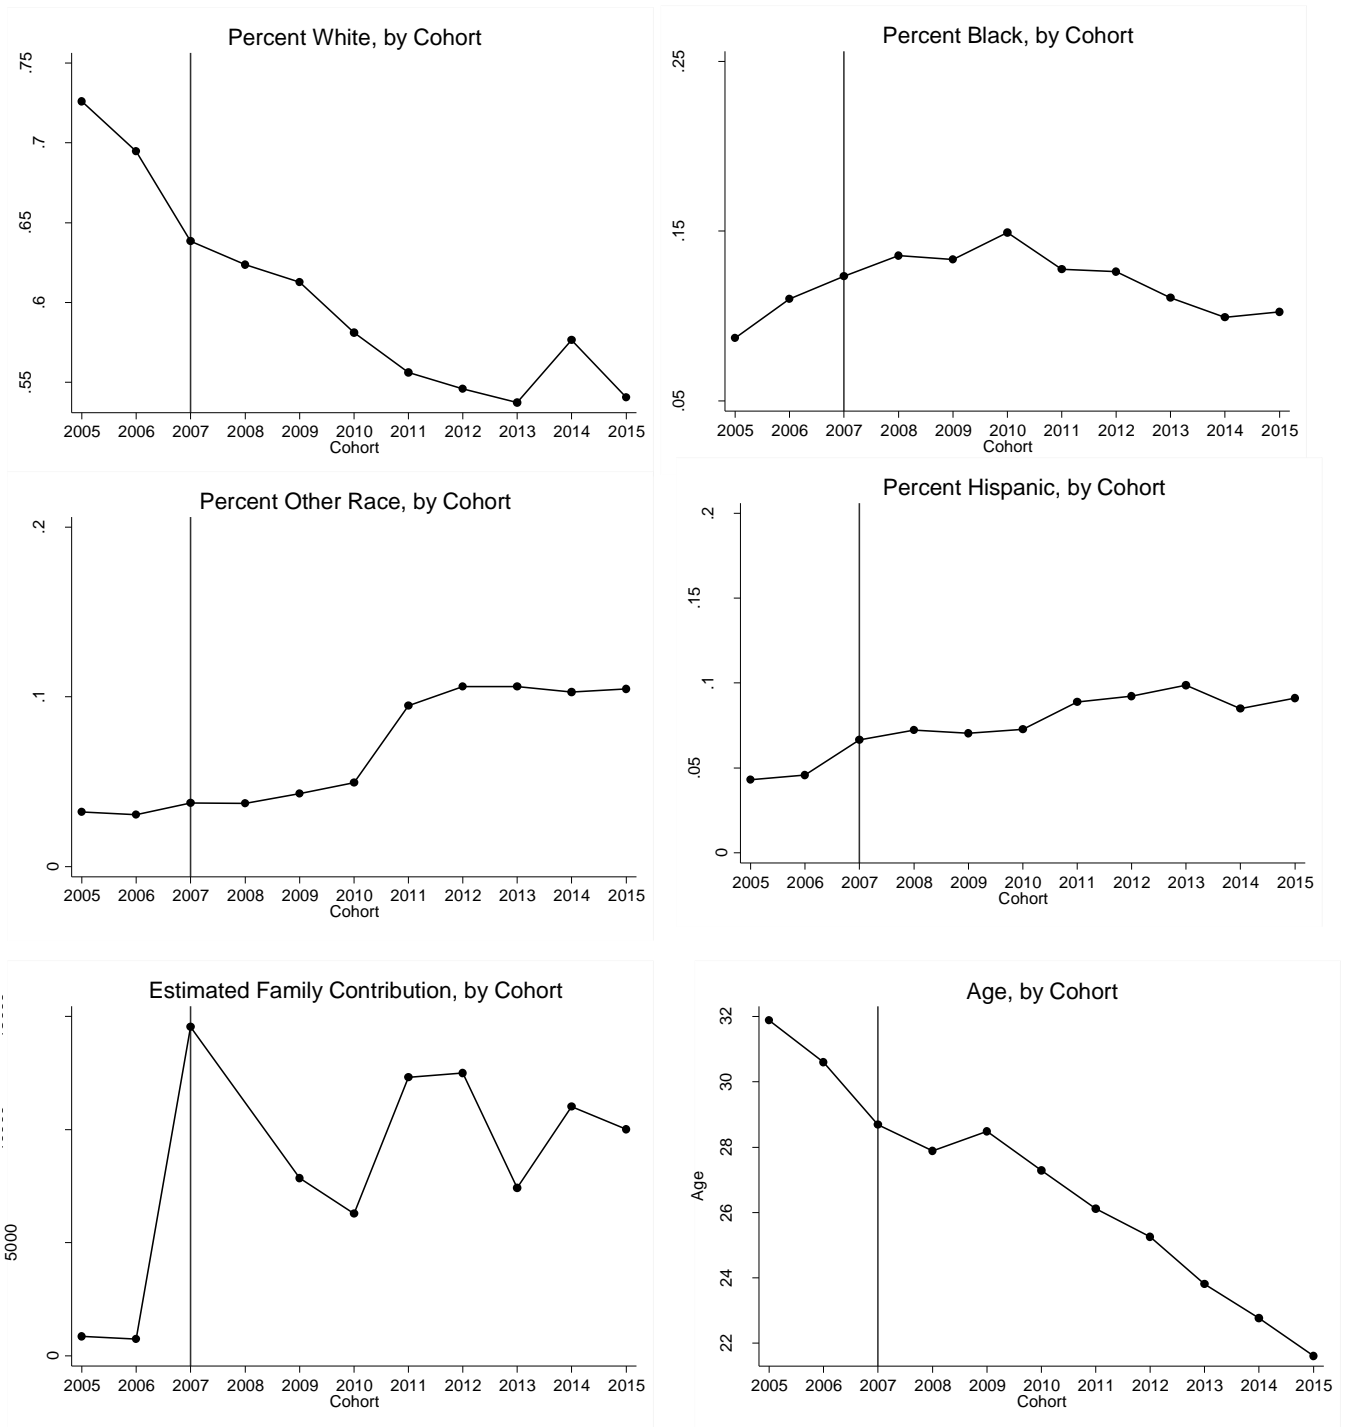 Percent White, by Cohort
.75
.7
.65
.6
.55
2005 2006 2007 2008 2009 2010 2011 2012 2013 2014 2015
Cohort
Percent Black, by Cohort
.25
.15
.05
2005 2006 2007 2008 2009 2010 2011 2012 2013 2014 2015
Cohort
Percent Other Race, by Cohort
.2
.1
0
2005 2006 2007 2008 2009 2010 2011 2012 2013 2014 2015
Cohort
Percent Hispanic, by Cohort
.2
.15
.1
.05
0
2005 2006 2007 2008 2009 2010 2011 2012 2013 2014 2015
Cohort
Estimated Family Contribution, by Cohort
5000
0
2005 2006 2007 2008 2009 2010 2011 2012 2013 2014 2015
Cohort
Age, by Cohort
Age
32
30
28
26
24
22
2005 2006 2007 2008 2009 2010 2011 2012 2013 2014 2015
Cohort